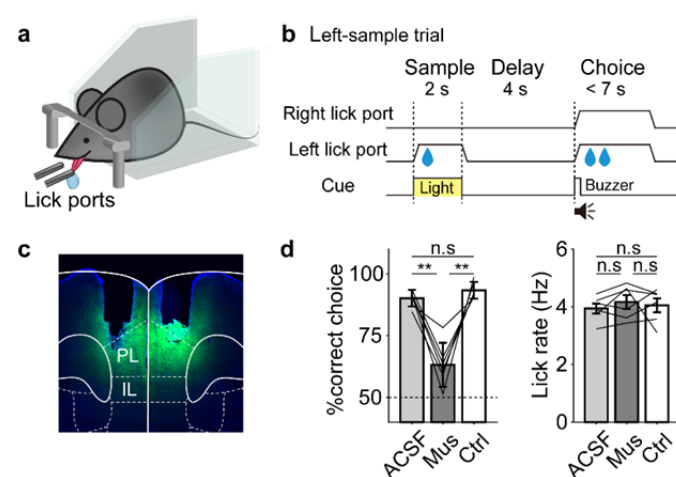 a
Lick ports
b Left-sample trial
Sample Delay Choice
2 s 4 s < 7 s
Right lick port
Left lick port
Cue Light Buzzer
c
PL
IL
d
n.s
** **
100
75
50
%correct choice
ACSF Mus Ctrl
n.s
n.s n.s
6
4
2
0
Lick rate (Hz)
ACSF Mus Ctrl